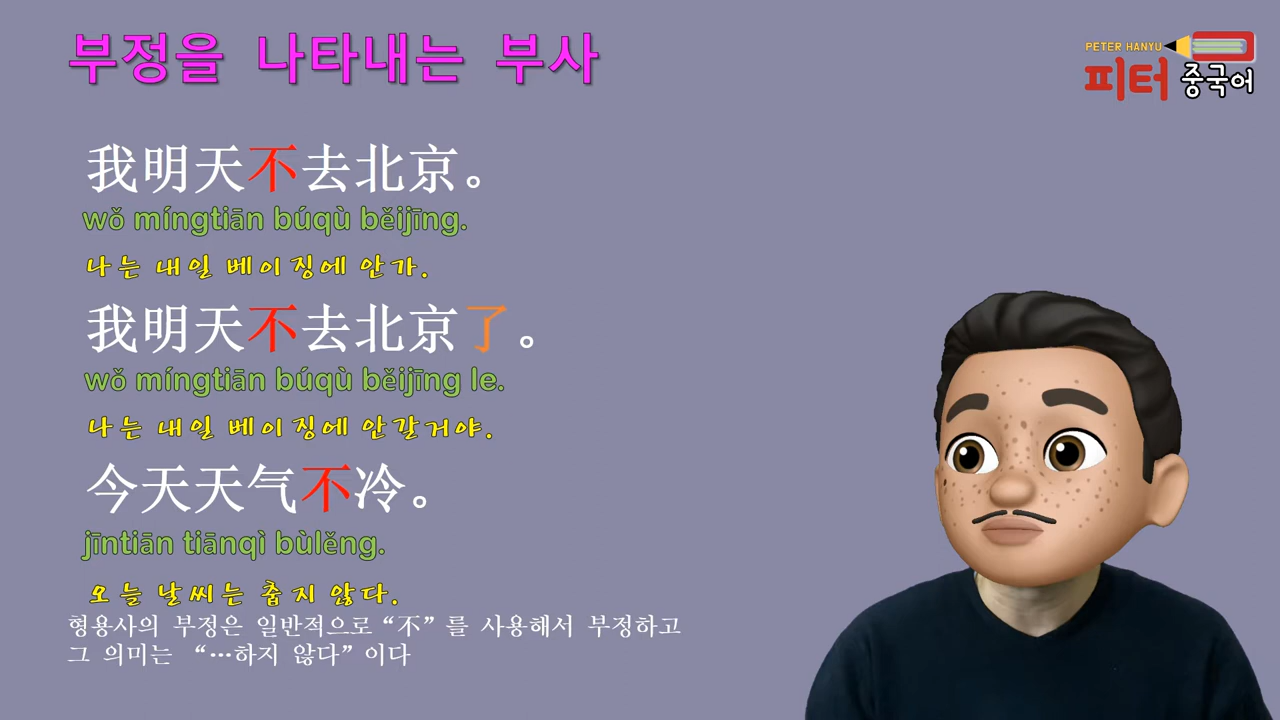 부정을 나타내는 부사
PETER HANYU
피터 중국어
我明天不去北京。
wǒ míngtiān búqù běijīng.
나는 내일 베이징에 안가.
我明天不去北京了。
wǒ míngtiān búqù běijīng le.
나는 내일 베이징에 안갈거야.
今天天气不冷。
jīntiān tiānqì bùlěng.
오늘 날씨는 춥지 않다.
형용사의 부정은 일반적으로 “不” 를 사용해서 부정하고
그 의미는 “…하지 않다” 이다